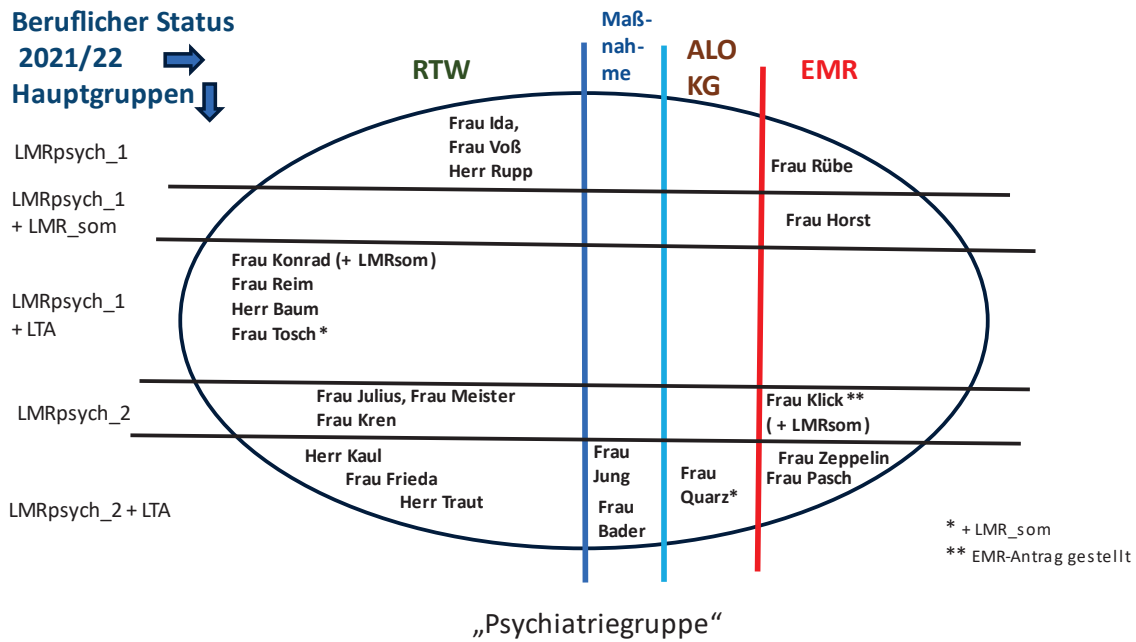 Beruflicher Status
2021/22
Hauptgruppen
RTW
Maß-
nah-
me
ALO
KG
EMR
LMRpsych_1
Frau Ida,
Frau Voß
Herr Rupp
Frau Rübe
LMRpsych_1
+ LMR_som
Frau Horst
LMRpsych_1
+ LTA
Frau Konrad (+ LMRsom)
Frau Reim
Herr Baum
Frau Tosch *
LMRpsych_2
Frau Julius, Frau Meister
Frau Kren
Frau Klick **
( + LMRsom)
LMRpsych_2 + LTA
Herr Kaul
Frau Frieda
Herr Traut
Frau
Jung
Frau
Bader
Frau
Quarz*
Frau Zeppelin
Frau Pasch
* + LMR_som
** EMR-Antrag gestellt
„Psychiatriegruppe“